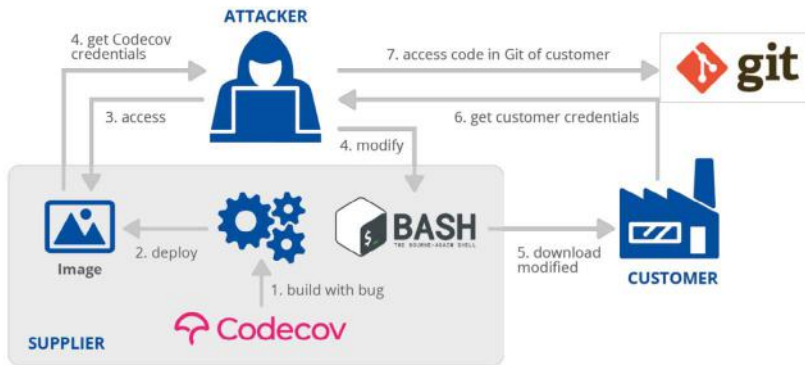 ATTACKER
4. get Codecov
credentials
7. access code in Git of customer
git
3. access
6. get customer credentials
4. modify
$_
BASH
THE BOURNE-AGAIN SHELL
Image
2. deploy
5. download
modified
CUSTOMER
1. build with bug
Codecov
SUPPLIER